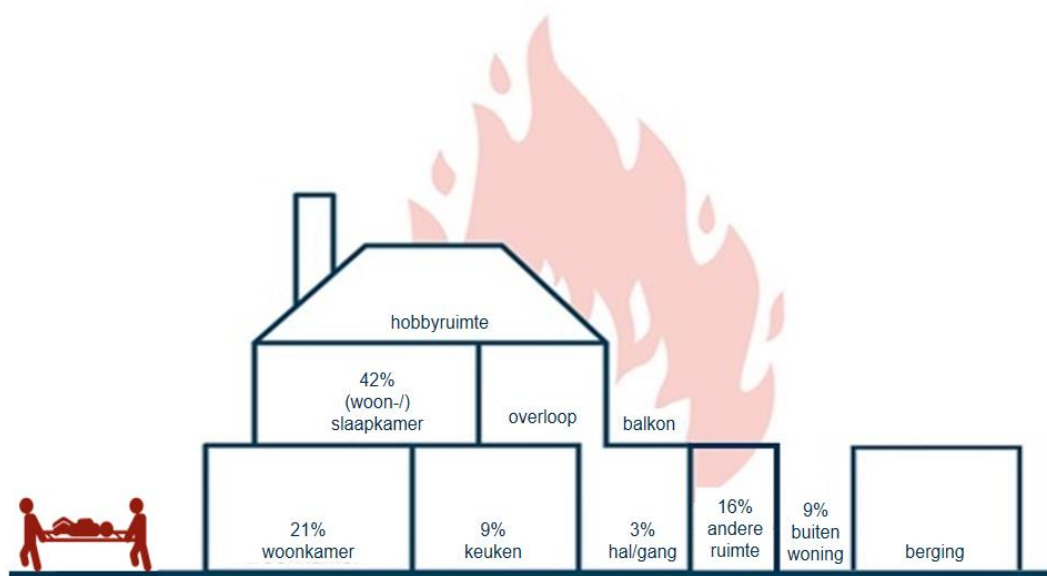 hobbyruimte
42%
(woon-/)
slaapkamer
overloop
balkon
21%
woonkamer
9%
keuken
3%
hal/gang
16%
andere
ruimte
9%
buiten
woning
berging